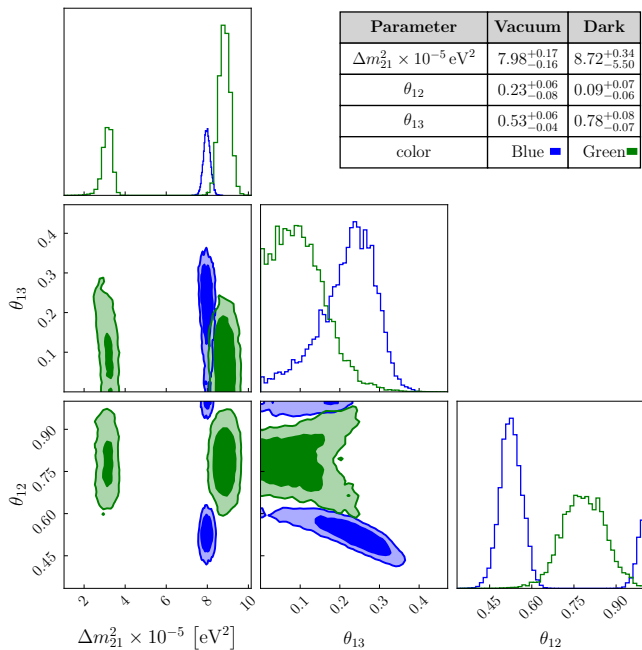 Parameter Vacuum Dark
Δm²₂₁ × 10⁻⁵ eV² 7.98^{+0.17}_{−0.16} 8.72^{+0.34}_{−5.50}
θ₁₂ 0.23^{+0.06}_{−0.08} 0.09^{+0.07}_{−0.06}
θ₁₃ 0.53^{+0.06}_{−0.04} 0.78^{+0.08}_{−0.07}
color Blue Green
θ₁₃
0.4
0.3
0.2
0.1
θ₁₂
0.90
0.75
0.60
0.45
2 4 6 8 10
Δm²₂₁ × 10⁻⁵ [eV²]
0.1 0.2 0.3 0.4
θ₁₃
0.45 0.60 0.75 0.90
θ₁₂